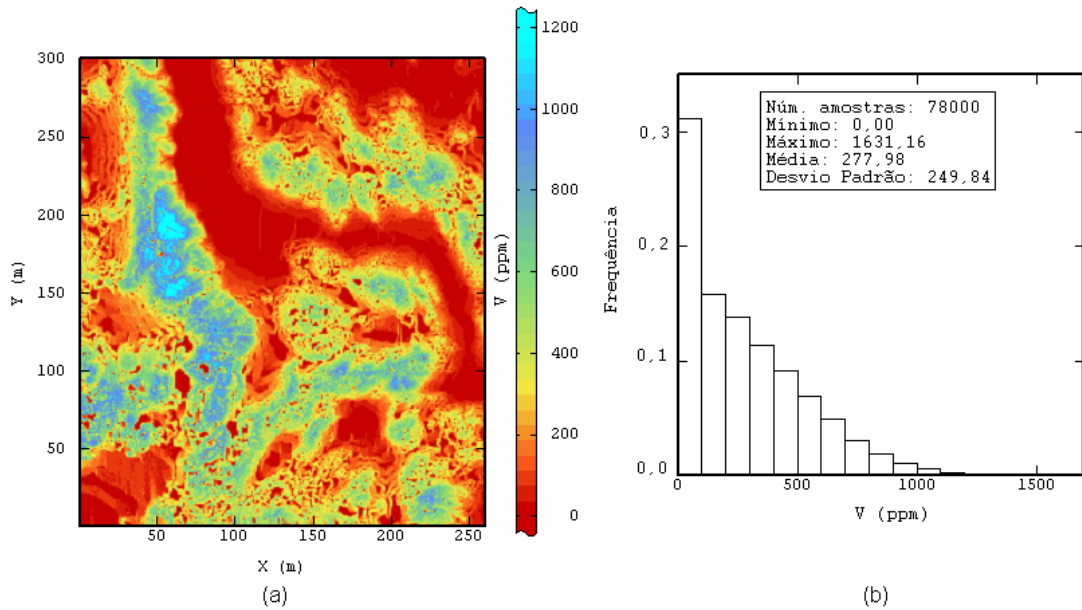 300
250
200
150
100
50
Y (m)
50
100
150
200
250
X (m)
(a)
1200
1000
800
600
400
200
0
V (ppm)
Núm. amostras: 78000
Mínimo: 0,00
Máximo: 1631,16
Média: 277,98
Desvio Padrão: 249,84
0,3
0,2
0,1
0,0
Frequência
0
500
1000
1500
V (ppm)
(b)